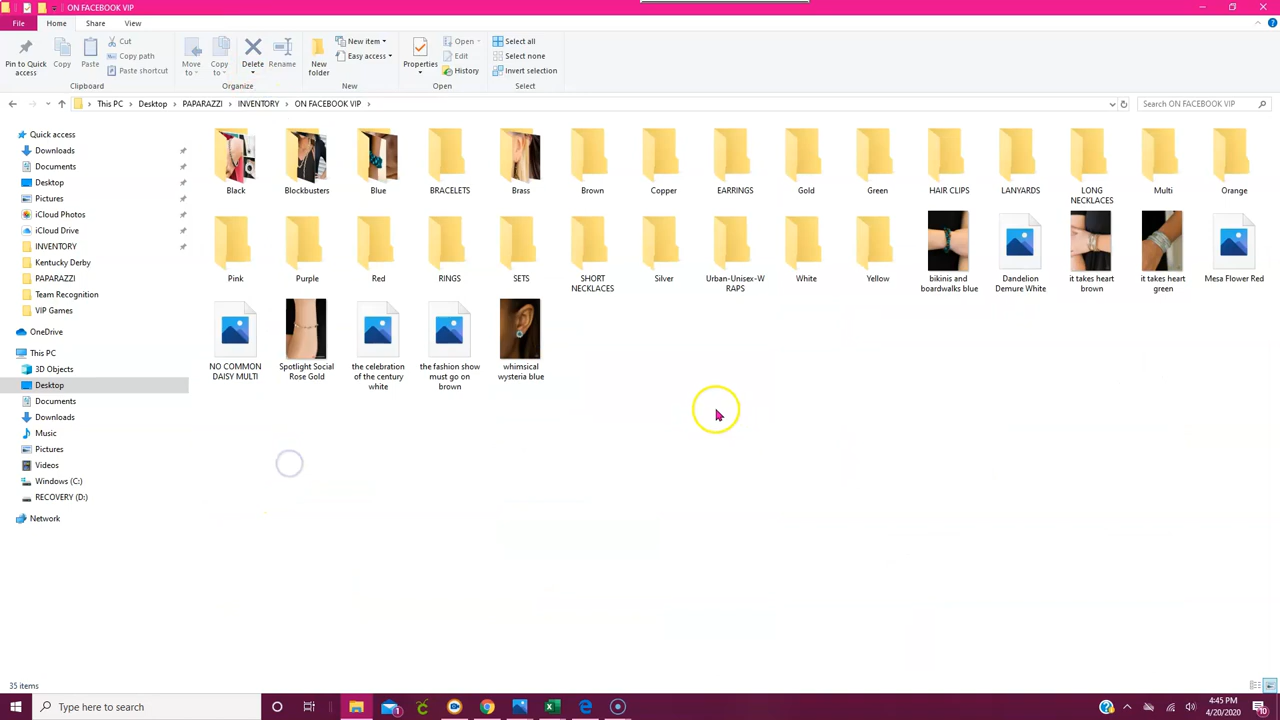 ON FACEBOOK VIP
File
Home
Share
View
Pin to Quick access
Copy
Paste
Cut
Copy path
Paste shortcut
Clipboard
Move to
Copy to
Delete
Rename
Organize
New folder
New item
Easy access
New
Properties
Open
Edit
History
Open
Select all
Select none
Invert selection
Select
This PC > Desktop > PAPARAZZI > INVENTORY > ON FACEBOOK VIP >
Search ON FACEBOOK VIP
Quick access
Downloads
Documents
Desktop
Pictures
iCloud Photos
iCloud Drive
INVENTORY
Kentucky Derby
PAPARAZZI
Team Recognition
VIP Games
OneDrive
This PC
3D Objects
Desktop
Documents
Downloads
Music
Pictures
Videos
Windows (C:)
RECOVERY (D:)
Network
Black
Blockbusters
Blue
BRACELETS
Brass
Brown
Copper
EARRINGS
Gold
Green
HAIR CLIPS
LANYARDS
LONG NECKLACES
Multi
Orange
Pink
Purple
Red
RINGS
SETS
SHORT NECKLACES
Silver
Urban-Unisex-WRAPS
White
Yellow
bikinis and boardwalks blue
Dandelion Demure White
it takes heart brown
it takes heart green
Mesa Flower Red
NO COMMON DAISY MULTI
Spotlight Social Rose Gold
the celebration of the century white
the fashion show must go on brown
whimsical wysteria blue
35 items
Type here to search
1
4:45 PM
4/20/2020
10